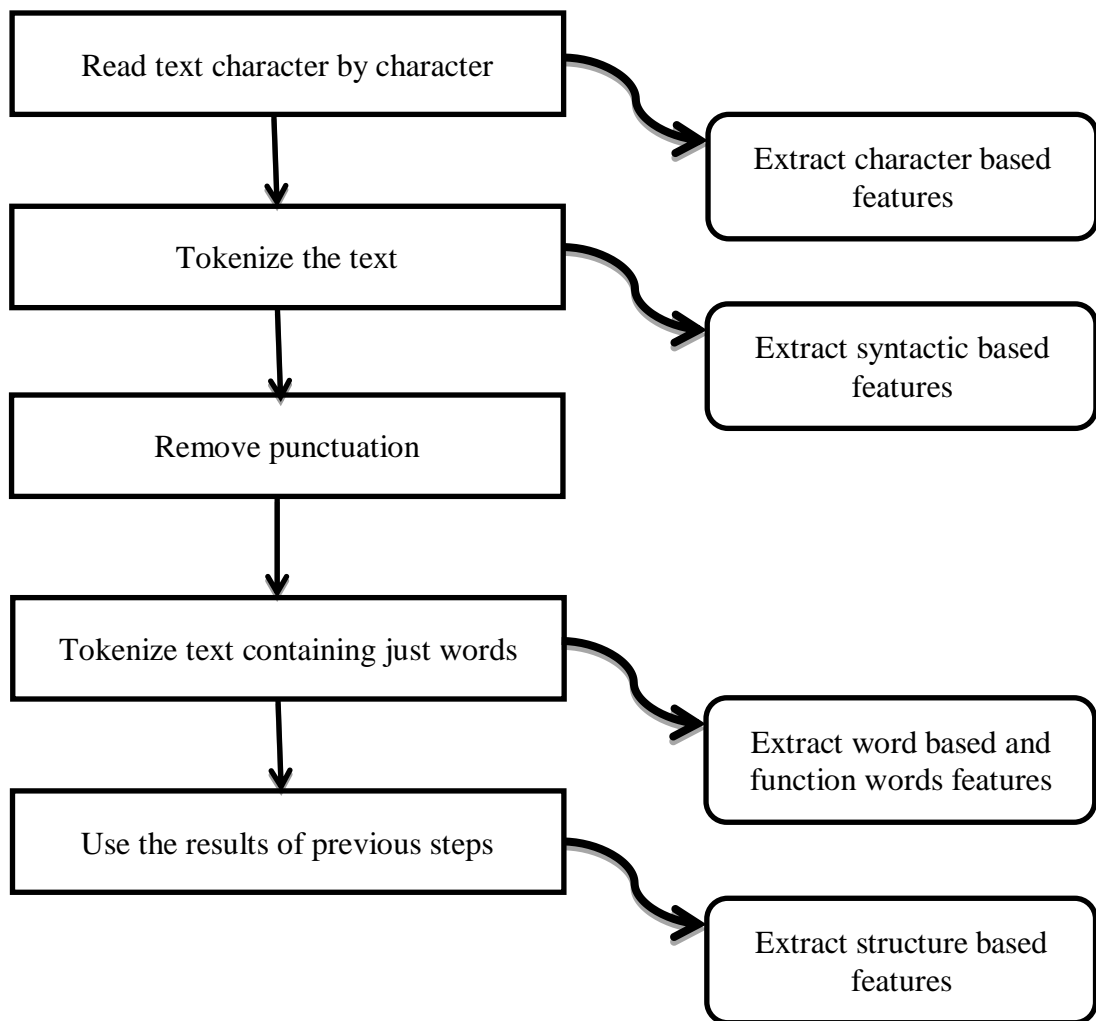 Read text character by character
Extract character based
features
Tokenize the text
Extract syntactic based
features
Remove punctuation
Tokenize text containing just words
Extract word based and
function words features
Use the results of previous steps
Extract structure based
features